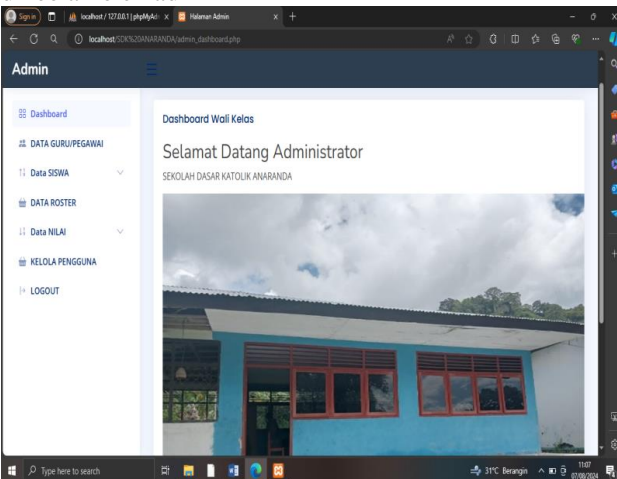 Sign in
localhost / 127.0.0.1 | phpMyAd
Halaman Admin
localhost/SDK%20ANARANDA/admin_dashboard.php
Admin
Dashboard
DATA GURU/PEGAWAI
Data SISWA
DATA ROSTER
Data NILAI
KELOLA PENGGUNA
LOGOUT
Dashboard Wali Kelas
Selamat Datang Administrator
SEKOLAH DASAR KATOLIK ANARANDA
Type here to search
31°C Berangin
11:07
07/08/2024